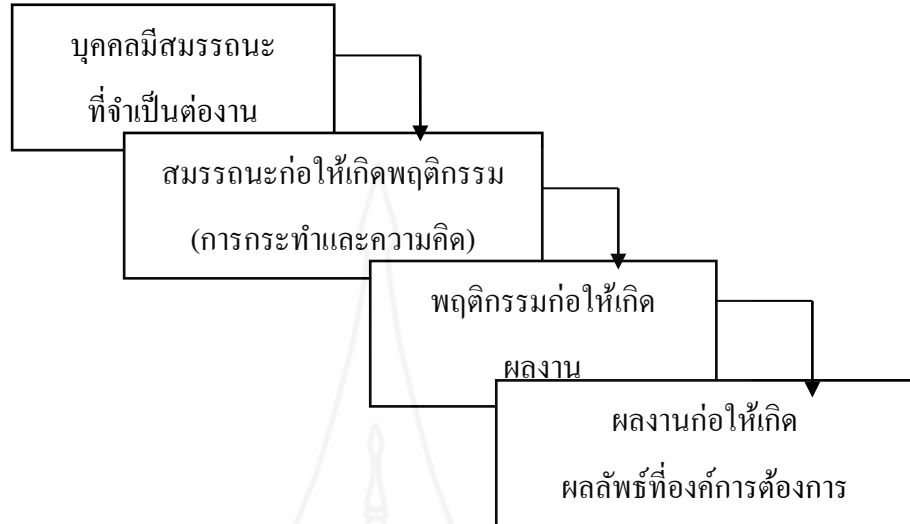 บุคคลมีสมรรถนะ
ที่จำเป็นต่องาน
สมรรถนะก่อให้เกิดพฤติกรรม
(การกระทำและความคิด)
พฤติกรรมก่อให้เกิด
ผลงาน
ผลงานก่อให้เกิด
ผลลัพธ์ที่องค์การต้องการ